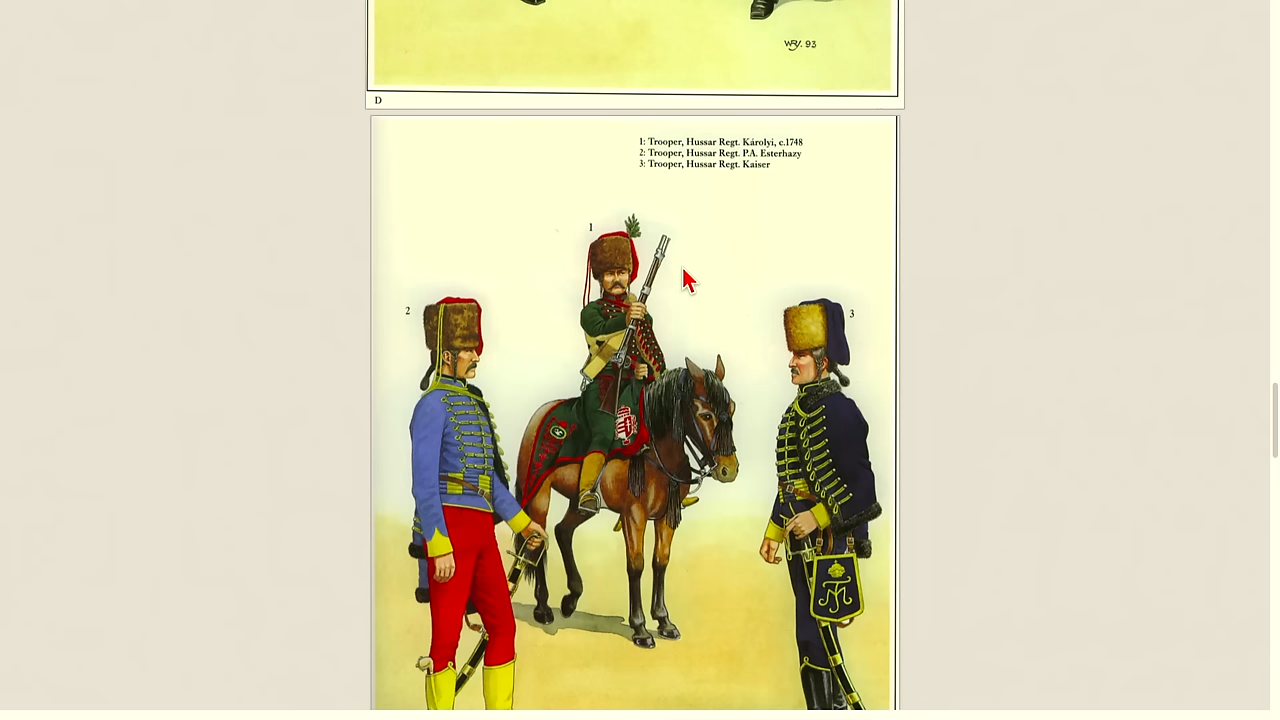 WRY. 93
D
1: Trooper, Hussar Regt. Károlyi, c.1748
2: Trooper, Hussar Regt. P.A. Esterhazy
3: Trooper, Hussar Regt. Kaiser
1
2
3